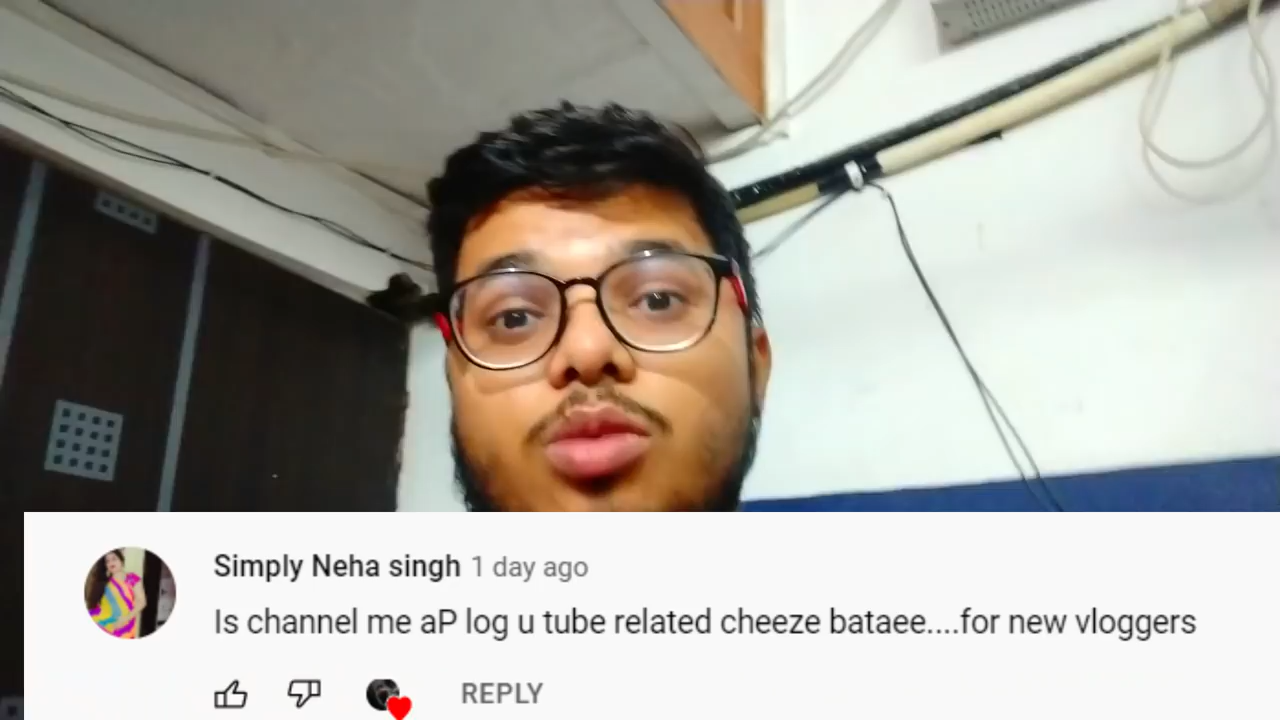 Simply Neha singh 1 day ago
Is channel me aP log u tube related cheeze bataee....for new vloggers
REPLY